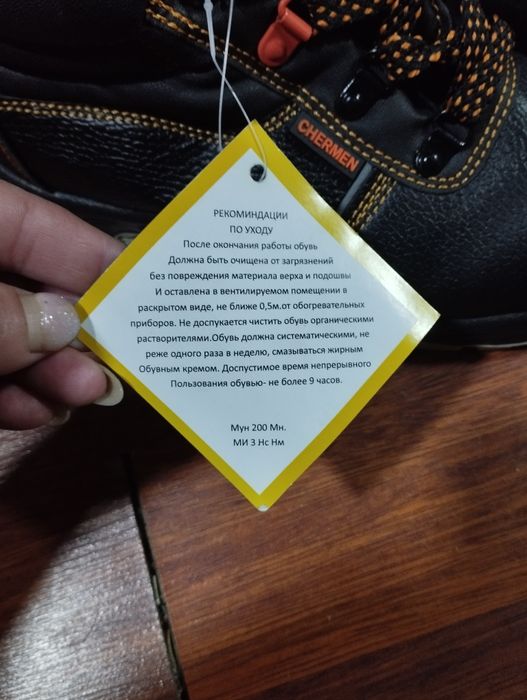 CHERMEN
РЕКОМИНДАЦИИ
ПО УХОДУ
После окончания работы обувь
Должна быть очищена от загрязнений
без повреждения материала верха и подошвы
И оставлена в вентилируемом помещении в
раскрытом виде, не ближе 0,5м.от обогревательных
приборов. Не доспукается чистить обувь органическими
растворителями.Обувь должна систематическими, не
реже одного раза в неделю, смазываться жирным
Обувным кремом. Доспустимое время непрерывного
Пользования обувью- не более 9 часов.
Мун 200 Мн.
МИ 3 Нс Нм